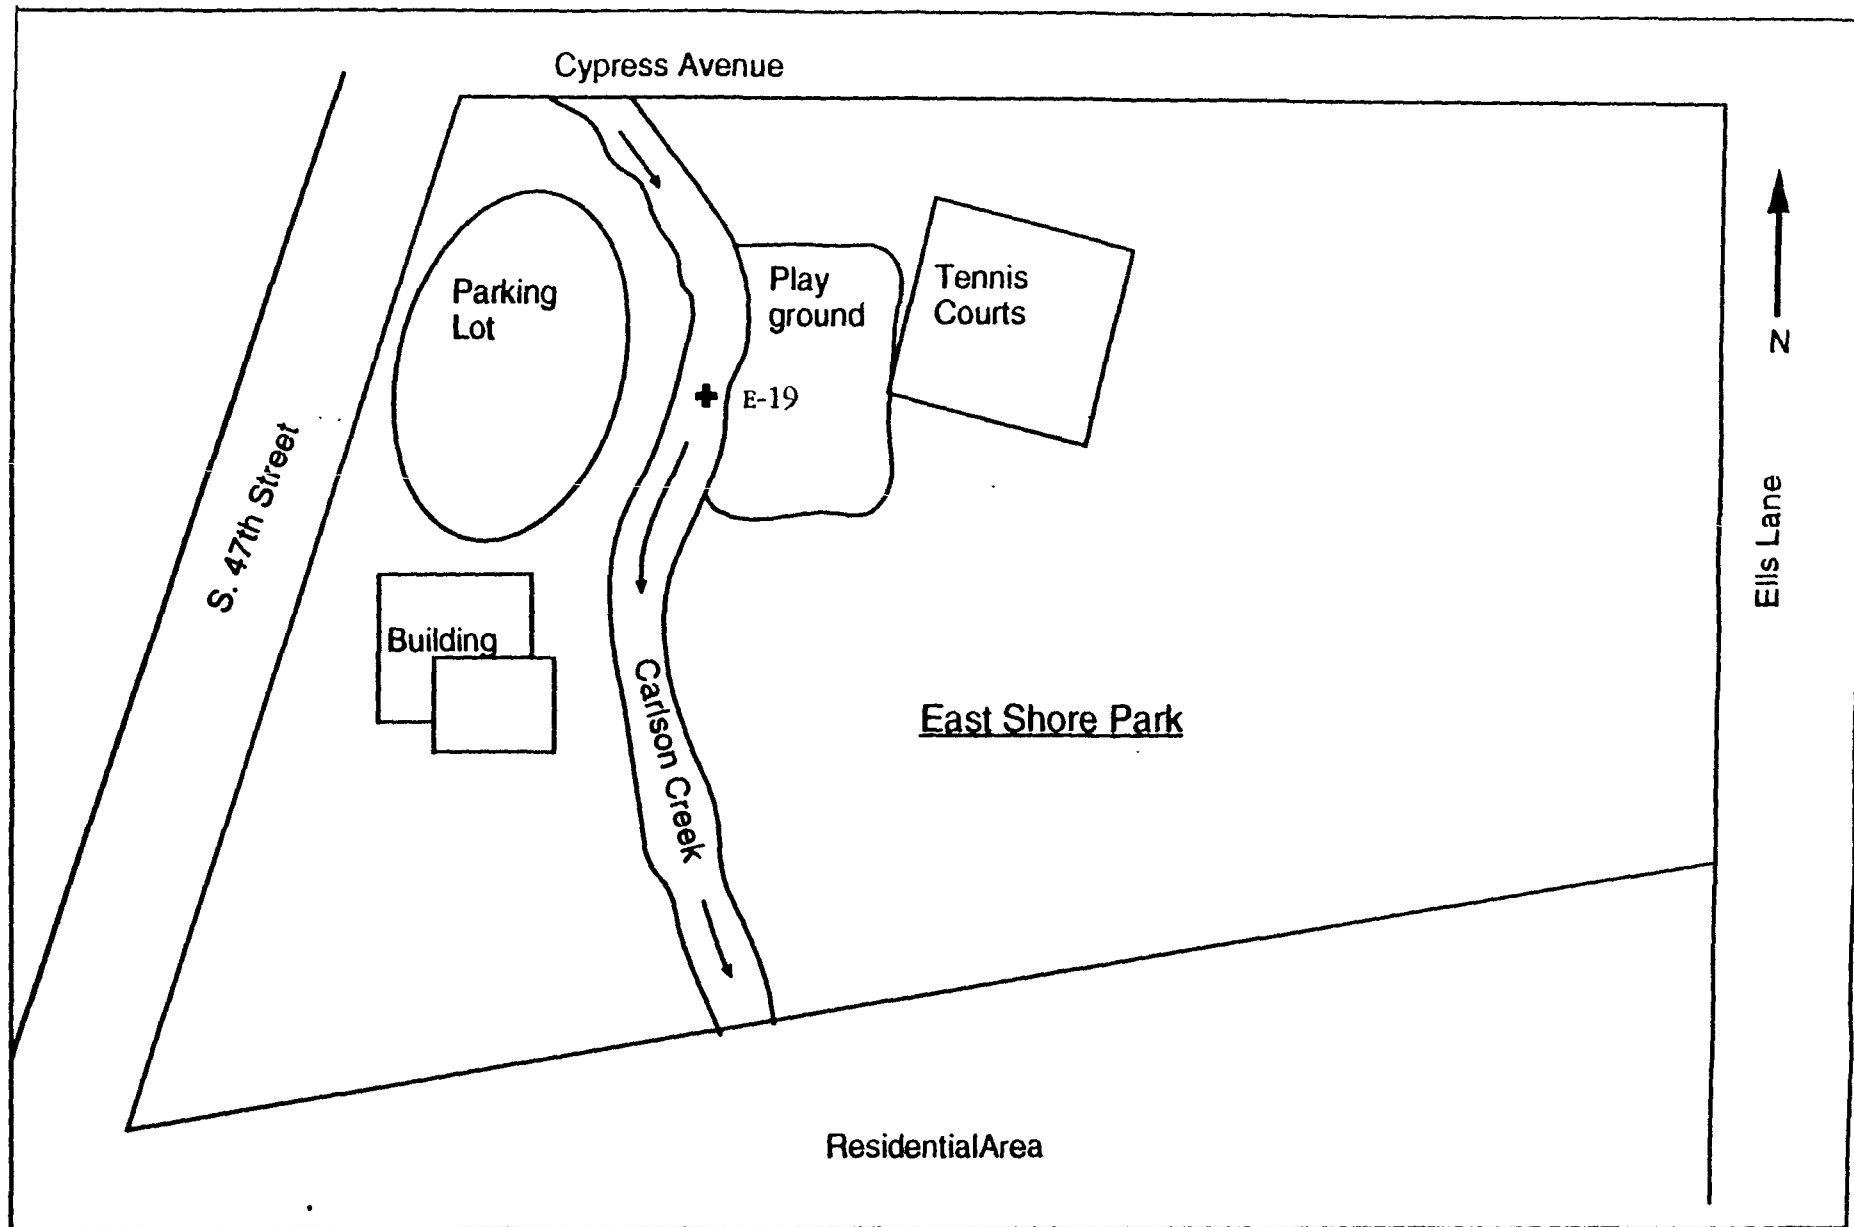 Cypress Avenue
Parking
Lot
Play
ground
Tennis
Courts
E-19
N
S. 47th Street
Ells Lane
Building
Carlson Creek
East Shore Park
ResidentialArea